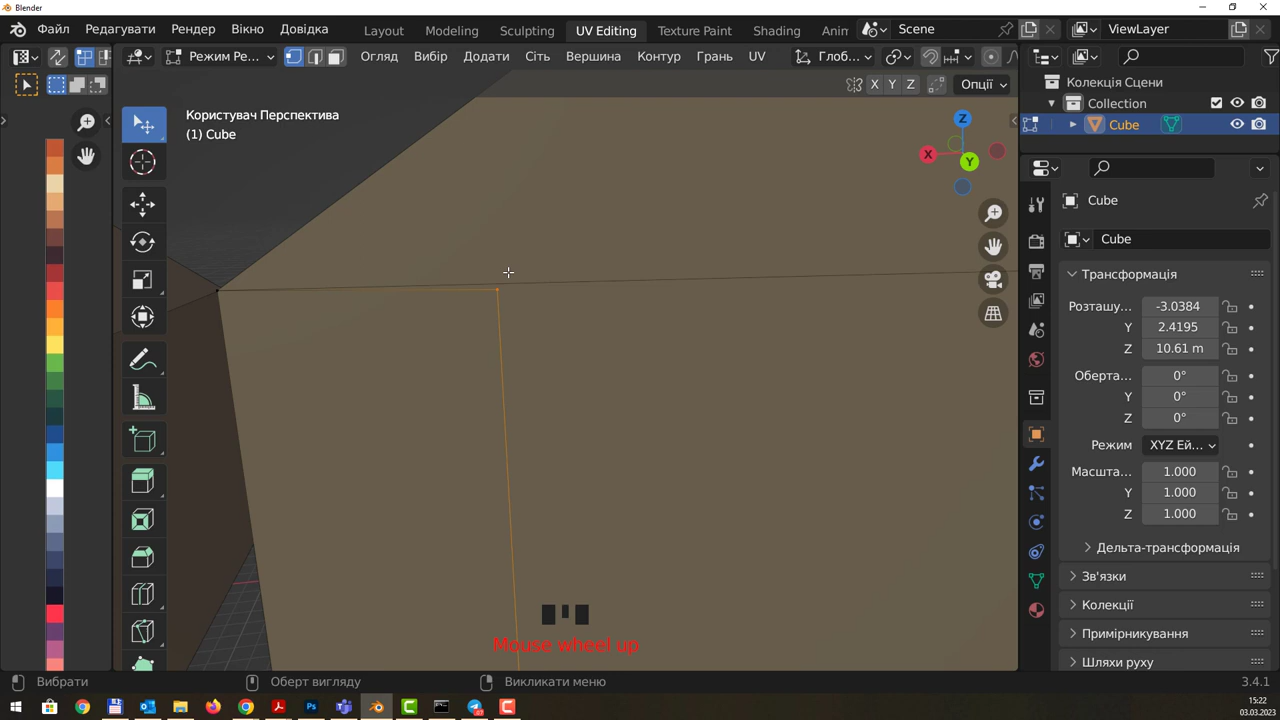 Blender
Файл Редагувати Рендер Вікно Довідка Layout Modeling Sculpting UV Editing Texture Paint Shading Anin Scene ViewLayer
Режим Ре... Огляд Вибір Додати Сіть Вершина Контур Грань UV Глоб...
X Y Z Опції
Колекція Сцени
Collection
Cube
Користувач Перспектива
(1) Cube
Z
X
Y
Cube
Cube
Трансформація
Розташу... -3.0384
Y 2.4195
Z 10.61 m
Оберта... 0°
Y 0°
Z 0°
Режим XYZ Ей...
Масшта... 1.000
Y 1.000
Z 1.000
Дельта-трансформація
Зв'язки
Колекції
Примірникування
Шляхи руху
Mouse wheel up
Вибрати Оберт вигляду Викликати меню 3.4.1
15:22
03.03.2023